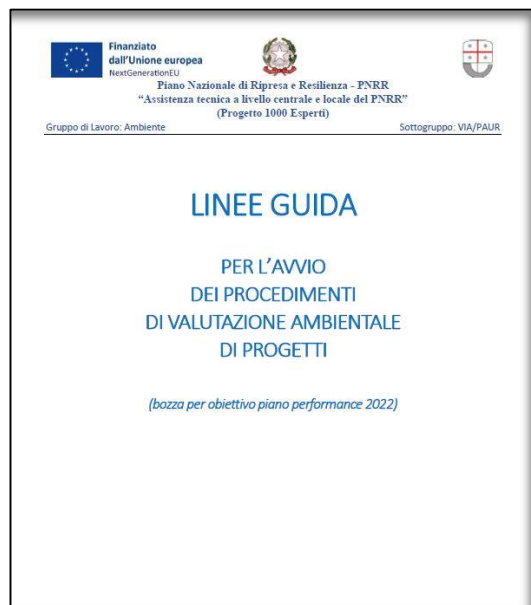 Finanziato
dall'Unione europea
NextGenerationEU
Piano Nazionale di Ripresa e Resilienza - PNRR
“Assistenza tecnica a livello centrale e locale del PNRR”
(Progetto 1000 Esperti)
Gruppo di Lavoro: Ambiente Sottogruppo: VIA/PAUR
LINEE GUIDA
PER L’AVVIO
DEI PROCEDIMENTI
DI VALUTAZIONE AMBIENTALE
DI PROGETTI
(bozza per obiettivo piano performance 2022)